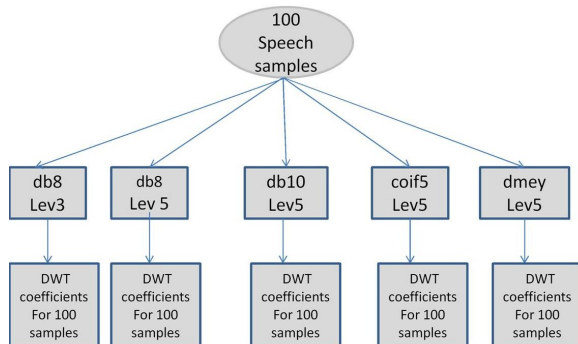 100
Speech
samples
db8
Lev3
db8
Lev 5
db10
Lev5
coif5
Lev5
dmey
Lev5
DWT
coefficients
For 100
samples
DWT
coefficients
For 100
samples
DWT
coefficients
For 100
samples
DWT
coefficients
For 100
samples
DWT
coefficients
For 100
samples